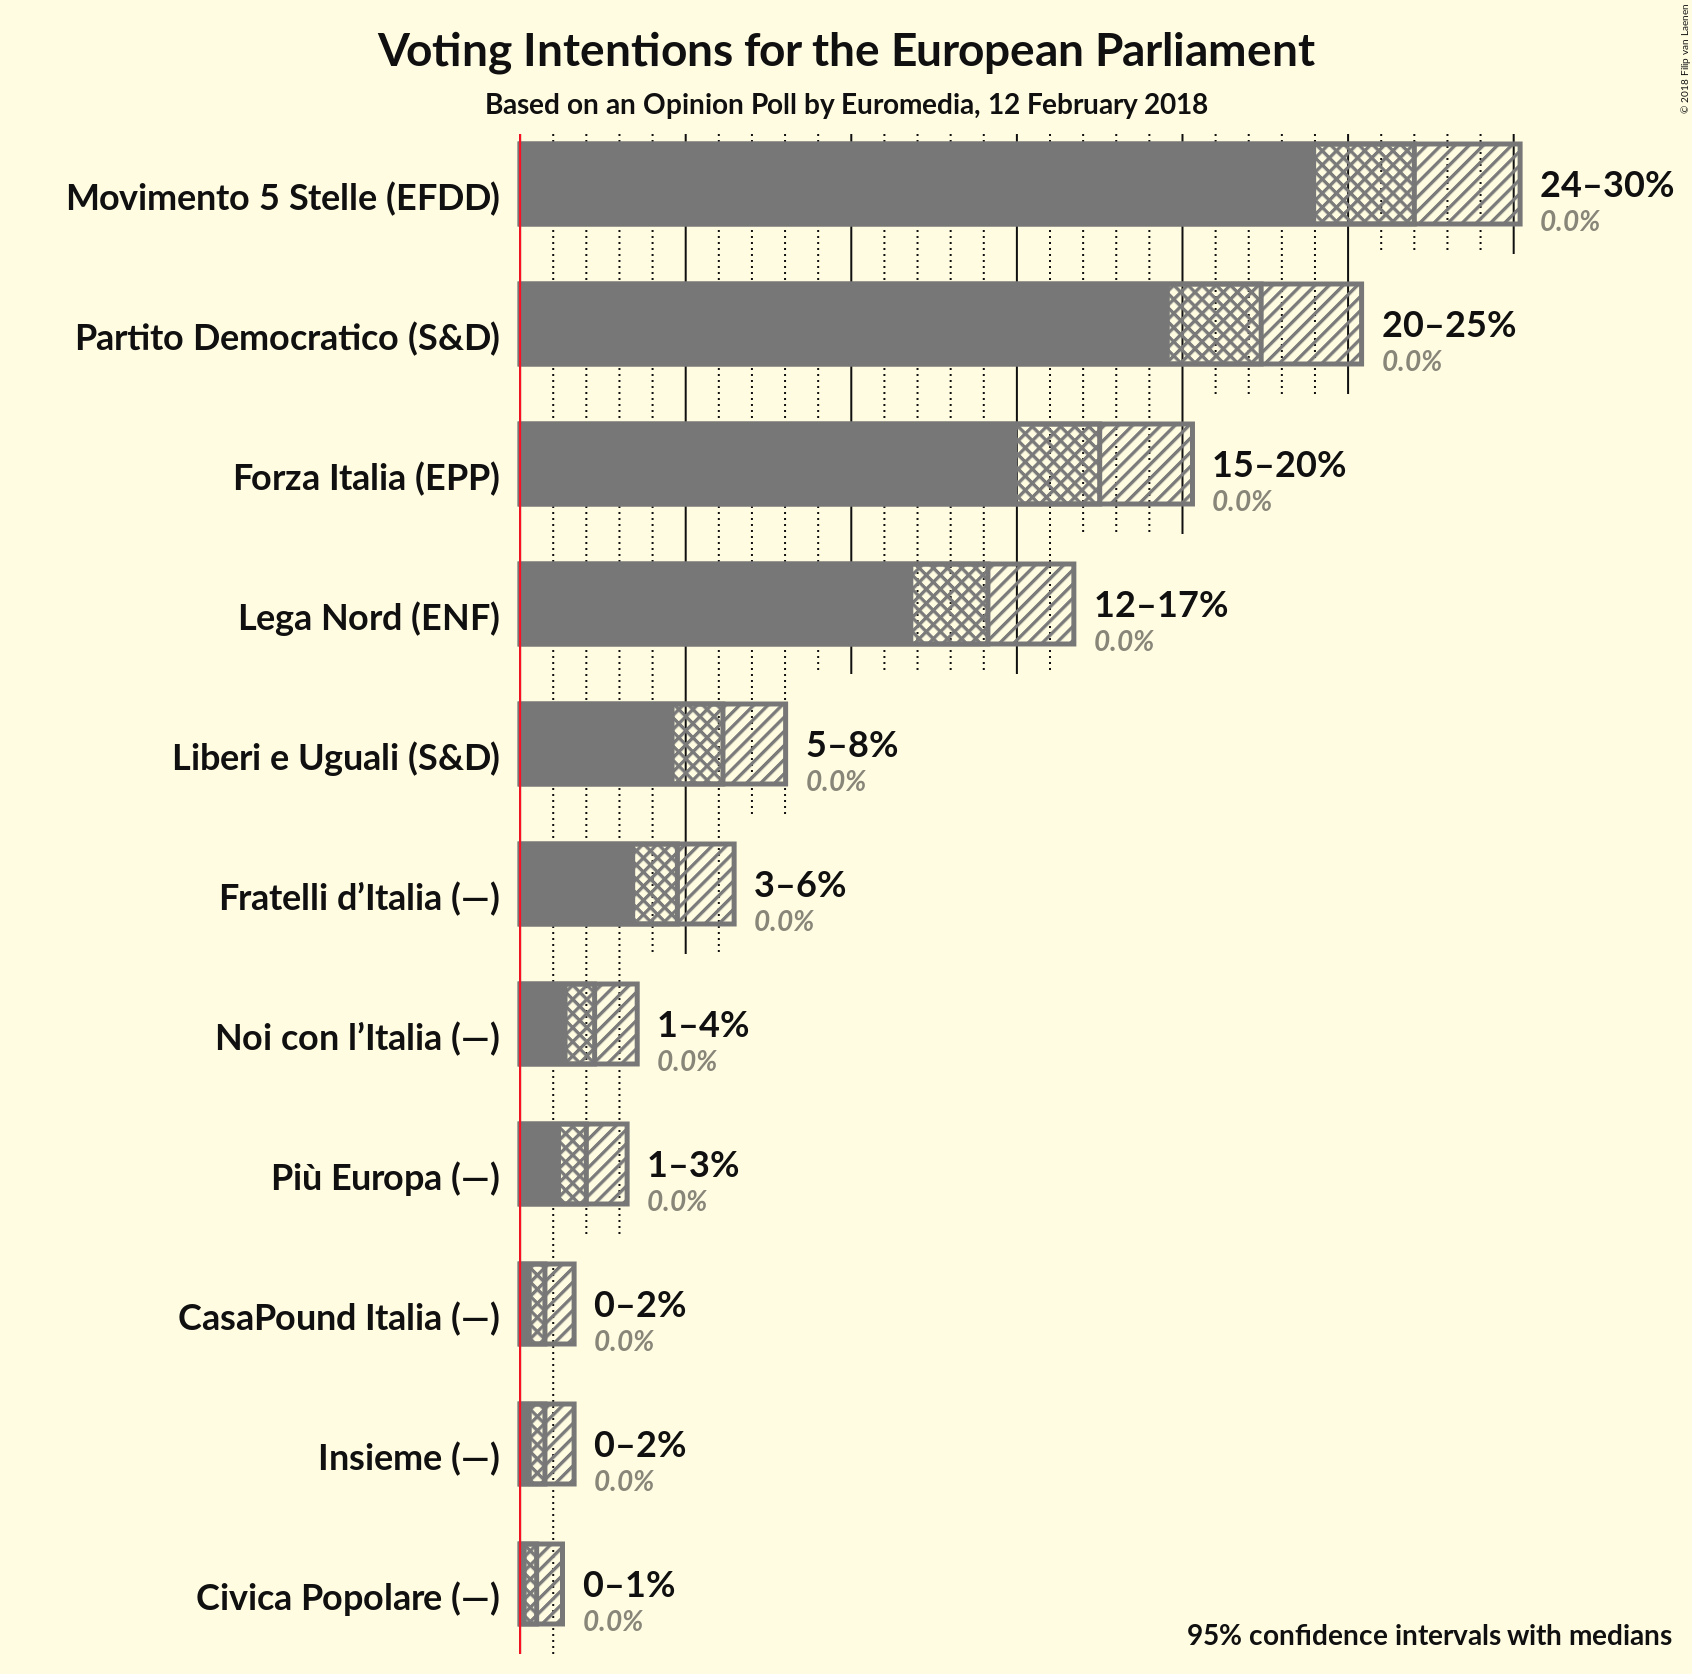 Voting Intentions for the European Parliament
Based on an Opinion Poll by Euromedia, 12 February 2018
© 2018 Filip van Laenen
Movimento 5 Stelle (EFDD)
24–30%
0.0%
Partito Democratico (S&D)
20–25%
0.0%
Forza Italia (EPP)
15–20%
0.0%
Lega Nord (ENF)
12–17%
0.0%
Liberi e Uguali (S&D)
5–8%
0.0%
Fratelli d’Italia (—)
3–6%
0.0%
Noi con l’Italia (—)
1–4%
0.0%
Più Europa (—)
1–3%
0.0%
CasaPound Italia (—)
0–2%
0.0%
Insieme (—)
0–2%
0.0%
Civica Popolare (—)
0–1%
0.0%
95% confidence intervals with medians